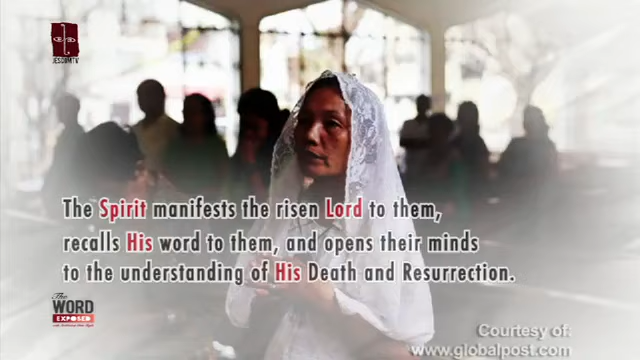 JESCOMTV
The Spirit manifests the risen Lord to them,
recalls His word to them, and opens their minds
to the understanding of His Death and Resurrection.
The
WORD
EXPOSED
Courtesy of:
www.globalpost.com